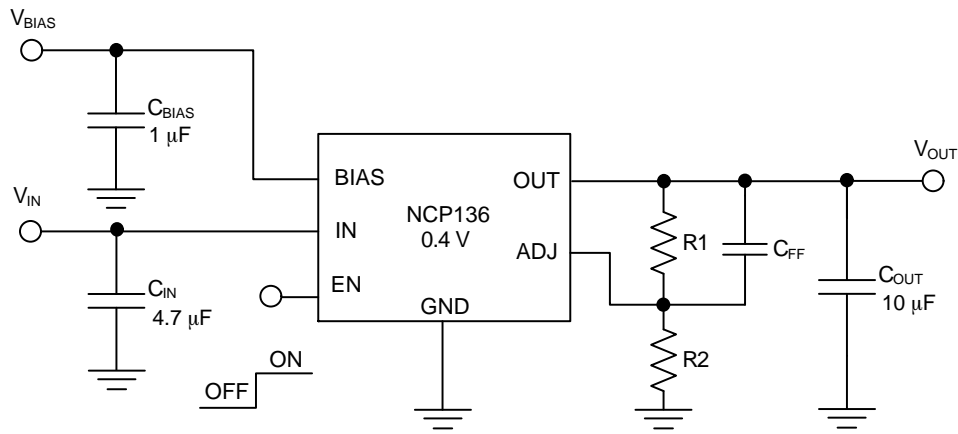 VBIAS
CBIAS
1 μF
VIN
CIN
4.7 μF
BIAS
IN
EN
NCP136
0.4 V
OUT
ADJ
GND
OFF
ON
R1
R2
CFF
COUT
10 μF
VOUT